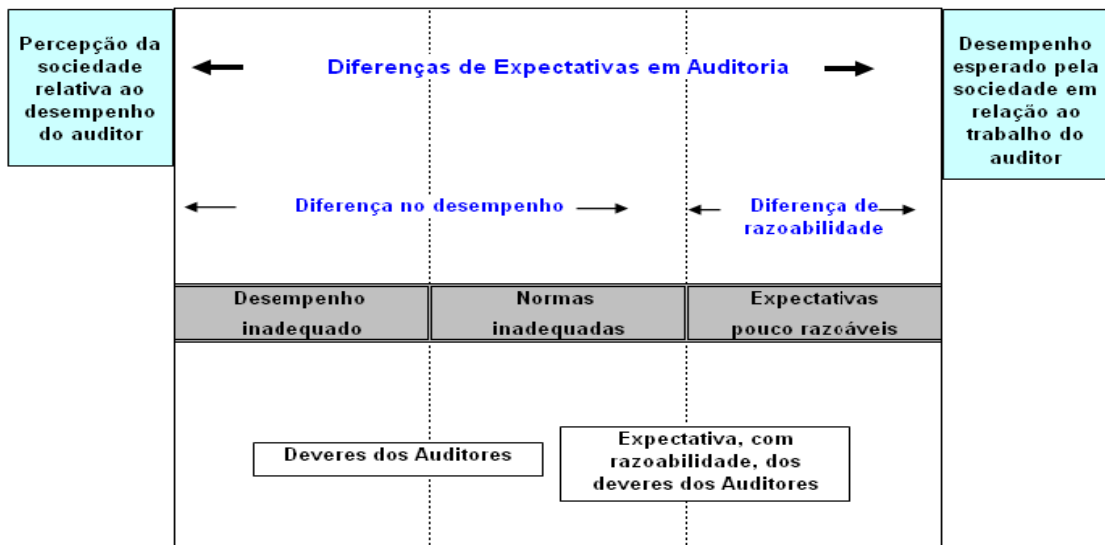 Percepção da
sociedade
relativa ao
desempenho
do auditor
Diferenças de Expectativas em Auditoria
Desempenho
esperado pela
sociedade em
relação ao
trabalho do
auditor
Diferença no desempenho
Diferença de
razoabilidade
Desempenho
inadequado
Normas
inadequadas
Expectativas
pouco razoáveis
Deveres dos Auditores
Expectativa, com
razoabilidade, dos
deveres dos Auditores